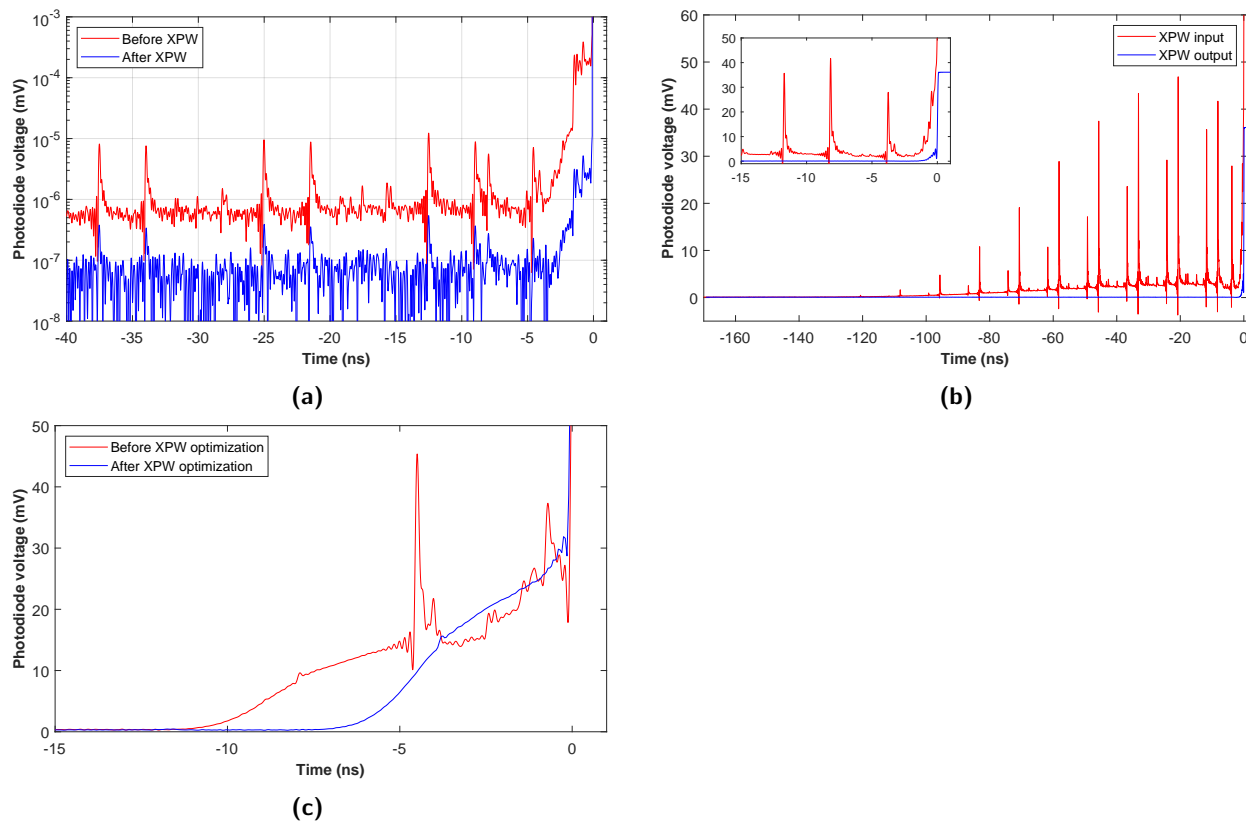 Photodiode voltage (mV)
10-3
10-4
10-5
10-6
10-7
10-8
Before XPW
After XPW
-40 -35 -30 -25 -20 -15 -10 -5 0
Time (ns)
(a)
Photodiode voltage (mV)
60
50
40
30
20
10
0
XPW input
XPW output
50
40
30
20
10
0
-15 -10 -5 0
-160 -140 -120 -100 -80 -60 -40 -20 0
Time (ns)
(b)
Photodiode voltage (mV)
50
40
30
20
10
0
Before XPW optimization
After XPW optimization
-15 -10 -5 0
Time (ns)
(c)